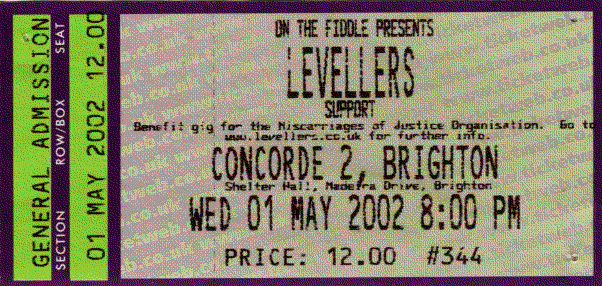 GENERAL ADMISSION
SECTION ROW/BOX SEAT
01 MAY 2002 12.00
ON THE FIDDLE PRESENTS
LEVELLERS
SUPPORT
Benefit gig for the Miscarriages of Justice Organisation. Go to
www.levellers.co.uk for further info.
CONCORDE 2, BRIGHTON
Shelter Hall, Madeira Drive, Brighton
WED 01 MAY 2002 8:00 PM
PRICE: 12.00 #344